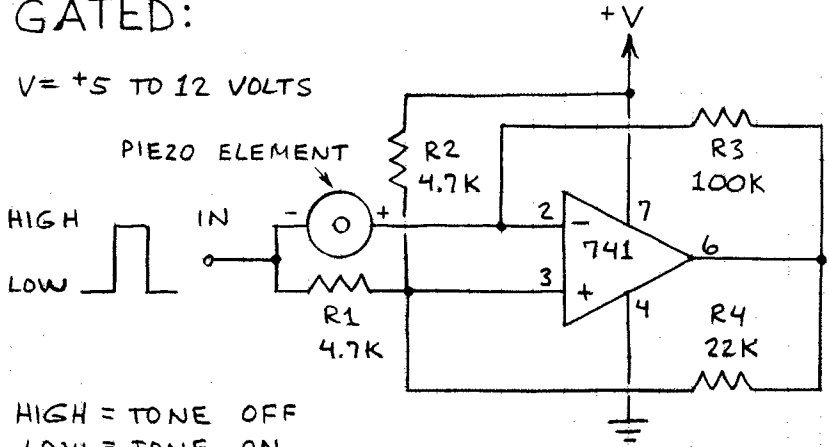 GATED:
+V
V= +5 TO 12 VOLTS
PIEZO ELEMENT
R2
4.7K
R3
100K
HIGH
LOW
IN
-
+
2
-
7
741
6
3
+
4
R1
4.7K
R4
22K
HIGH = TONE OFF
LOW = TONE ON